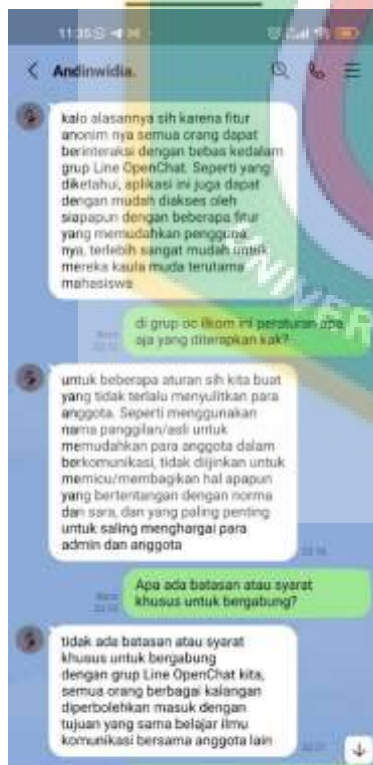 11:35
Andinwidia.
kalo alasannya sih karena fitur
anonim nya semua orang dapat
berinteraksi dengan bebas kedalam
grup Line OpenChat. Seperti yang
diketahui, aplikasi ini juga dapat
dengan mudah diakses oleh
siapapun dengan beberapa fitur
yang memudahkan pengguna
nya, terlebih sangat mudah untuk
mereka kaula muda terutama
mahasiswa
di grup oc ilkom ini peraturan apa
aja yang diterapkan kak?
untuk beberapa aturan sih kita buat
yang tidak terlalu menyulitkan para
anggota. Seperti menggunakan
nama panggilan/asli untuk
memudahkan para anggota dalam
berkomunikasi, tidak diijinkan untuk
memicu/membagikan hal apapun
yang bertentangan dengan norma
dan sara, dan yang paling penting
untuk saling menghargai para
admin dan anggota
Apa ada batasan atau syarat
khusus untuk bergabung?
tidak ada batasan atau syarat
khusus untuk bergabung
dengan grup Line OpenChat kita,
semua orang berbagai kalangan
diperbolehkan masuk dengan
tujuan yang sama belajar ilmu
komunikasi bersama anggota lain